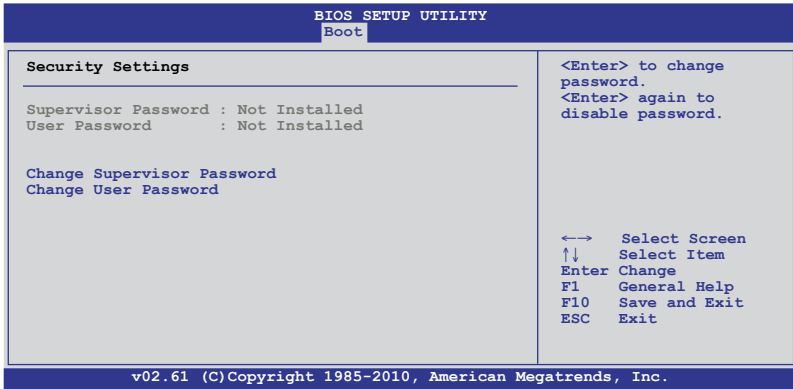 BIOS SETUP UTILITY
Boot
Security Settings
Supervisor Password : Not Installed
User Password : Not Installed
Change Supervisor Password
Change User Password
<Enter> to change
password.
<Enter> again to
disable password.
←→ Select Screen
↑↓ Select Item
Enter Change
F1 General Help
F10 Save and Exit
ESC Exit
v02.61 (C)Copyright 1985-2010, American Megatrends, Inc.